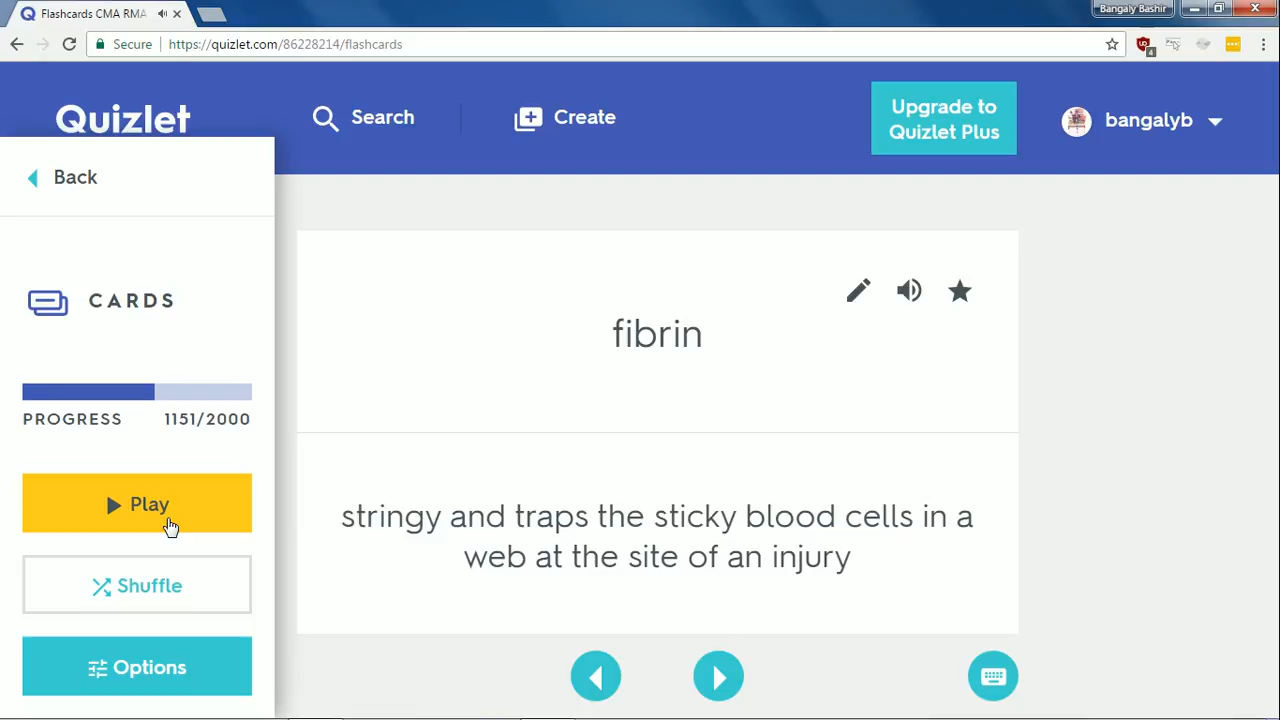 Flashcards CMA RMA
Bangaly Bashir
Secure
https://quizlet.com/86228214/flashcards
4
Quizlet
Search
Create
Upgrade to
Quizlet Plus
bangalyb
Back
CARDS
PROGRESS 1151/2000
Play
Shuffle
Options
fibrin
stringy and traps the sticky blood cells in a
web at the site of an injury